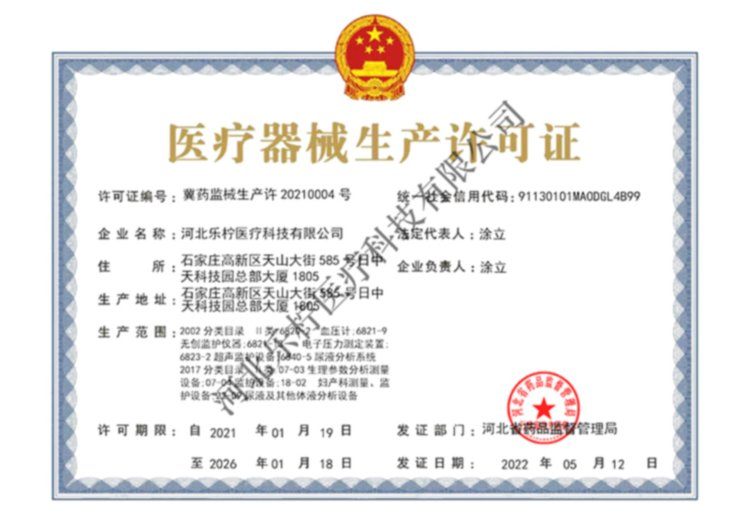 医疗器械生产许可证
许可证编号：冀药监械生产许 20210004 号
统一社会信用代码：91130101MA0DGL4B99
企业名称：河北乐柠医疗科技有限公司
法定代表人：涂立
住 所：石家庄高新区天山大街 585 号日中
天科技园总部大厦 1805
企业负责人：涂立
生产地址：石家庄高新区天山大街 585 号日中
天科技园总部大厦 1805
生产范围：2002 分类目录 II类:6820-2 血压计;6821-9
无创监护仪器;6821- 电子压力测定装置;
6823-2 超声监护设备;6840-5 尿液分析系统
2017 分类目录 II类:07-03 生理参数分析测量
设备;07-04 监护设备;18-02 妇产科测量、监
护设备;22- 尿液及其他体液分析设备
许可期限：自 2021 年 01 月 19 日
发证部门：河北省药品监督管理局
至 2026 年 01 月 18 日
发证日期：2022 年 05 月 12 日
河北乐柠医疗科技有限公司
河北省药品监督管理局